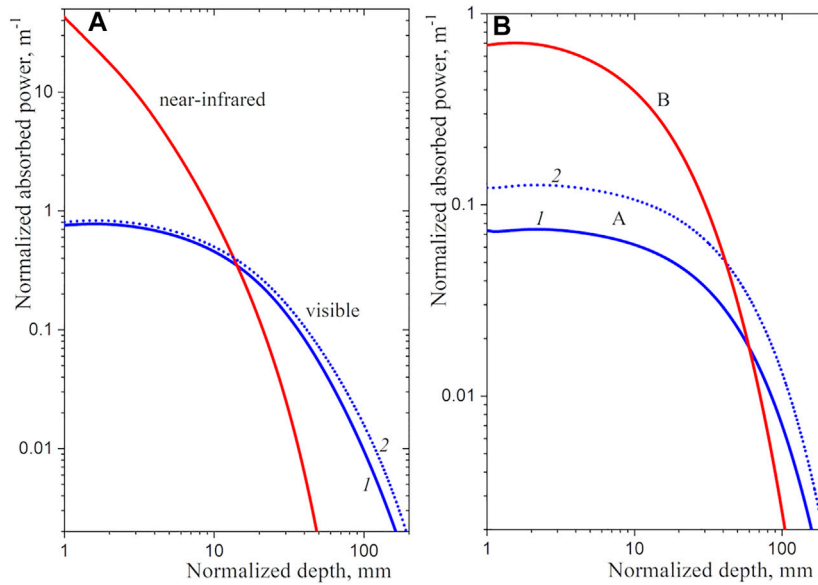 A
Normalized absorbed power, m-1
10
1
0.1
0.01
near-infrared
visible
2
1
1
10
100
Normalized depth, mm
B
Normalized absorbed power, m-1
1
0.1
0.01
B
2
1
A
1
10
100
Normalized depth, mm